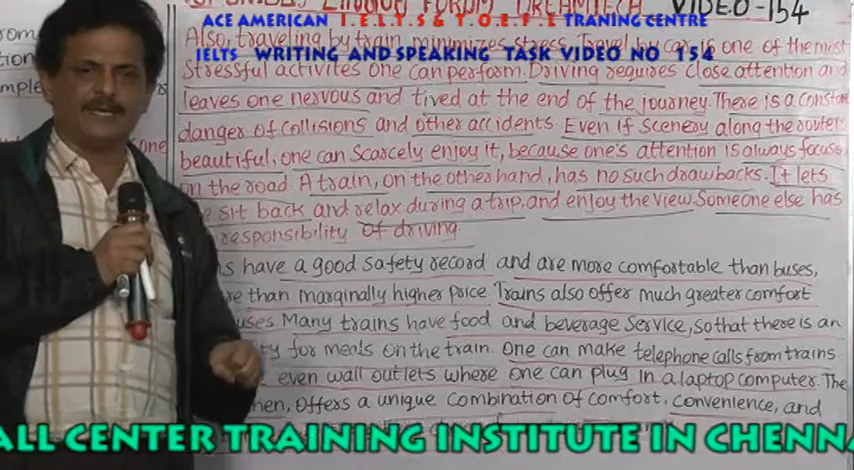 VIDEO-154
ACE AMERICAN I.E.L.T.S & T.O.E.F.L TRANING CENTRE
Also, traveling by train minimizes stress. Travel by car is one of the most
IELTS WRITING AND SPEAKING TASK VIDEO NO 154
Stressful activites one can perform. Driving requires close attention and
leaves one nervous and tired at the end of the journey. There is a constan
danger of collisions and other accidents. Even if scenery along the route is
beautiful, one can scarcely enjoy it, because one's attention is always focuse
on the road. A train, on the other hand, has no such drawbacks. It lets
sit back and relax during a trip, and enjoy the view. Someone else has
responsibility of driving.
have a good safety record and are more comfortable than buses,
than marginally higher price. Trains also offer much greater comfort
Many trains have food and beverage service, so that there is an
for meals on the train. One can make telephone calls from trains
even wall outlets where one can plug in a laptop computer. The
offers a unique combination of comfort, convenience, and
ALL CENTER TRAINING INSTITUTE IN CHENNA